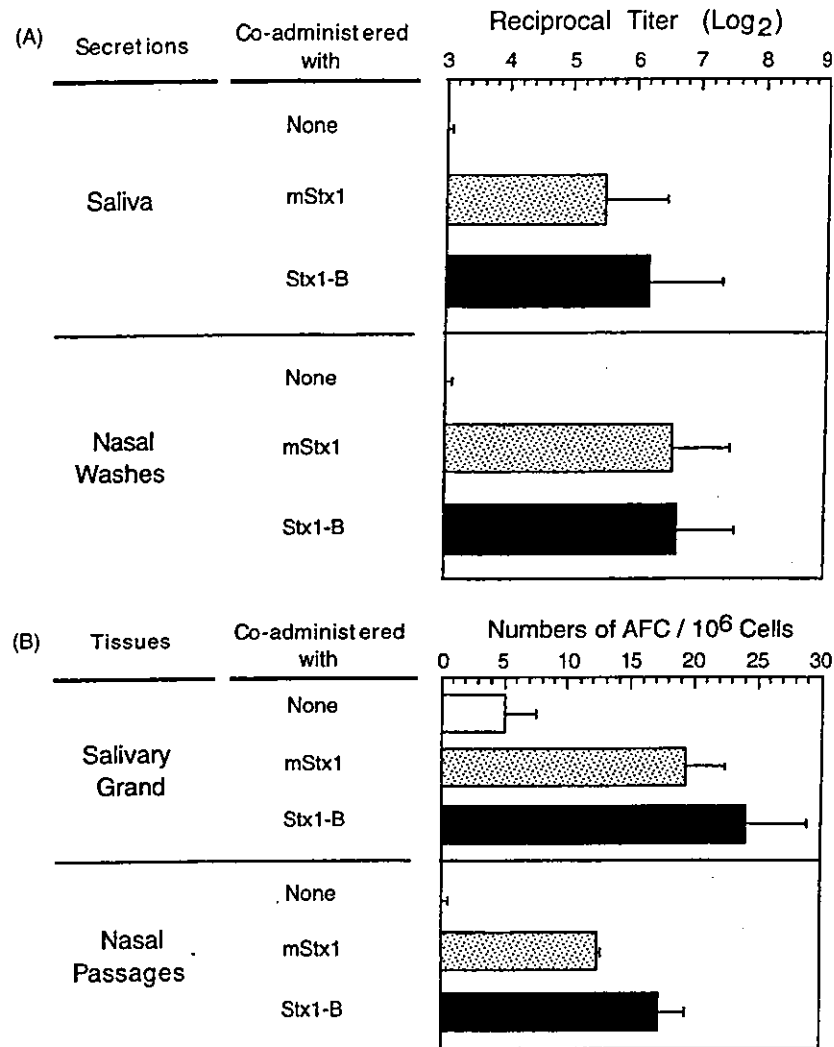 (A) Secretions Co-administered with Reciprocal Titer (Log2)
3 4 5 6 7 8 9
Saliva
None
mStx1
Stx1-B
Nasal Washes
None
mStx1
Stx1-B
(B) Tissues Co-administered with Numbers of AFC / 10^6 Cells
0 5 10 15 20 25 30
Salivary Grand
None
mStx1
Stx1-B
Nasal Passages
None
mStx1
Stx1-B